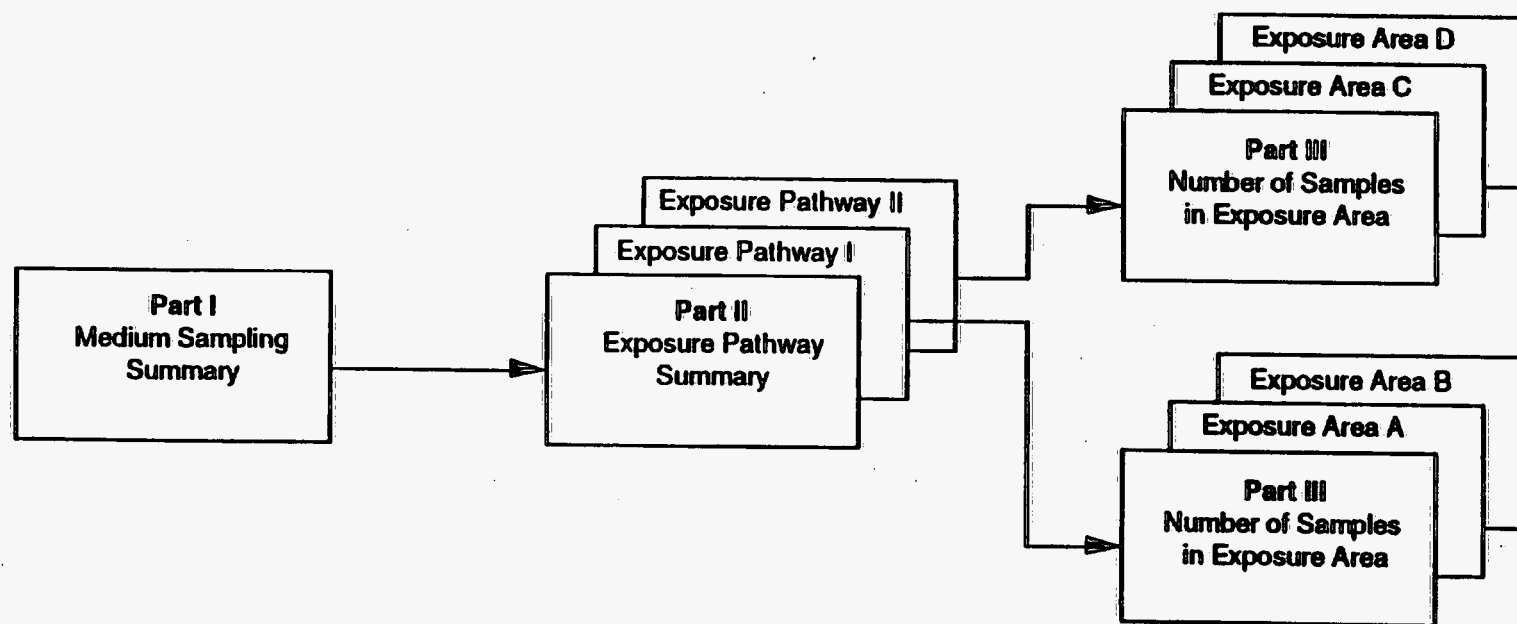 Part I
Medium Sampling
Summary
Exposure Pathway II
Exposure Pathway I
Part II
Exposure Pathway
Summary
Exposure Area D
Exposure Area C
Part III
Number of Samples
in Exposure Area
Exposure Area B
Exposure Area A
Part III
Number of Samples
in Exposure Area